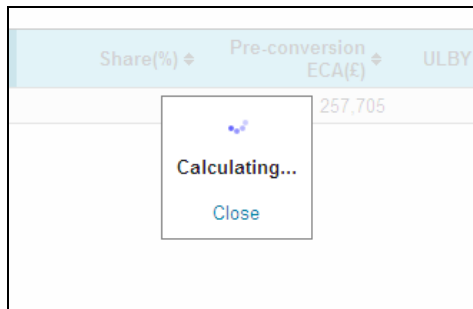 Share(%)
Pre-conversion
ECA(£)
ULBY
257,705
Calculating...
Close